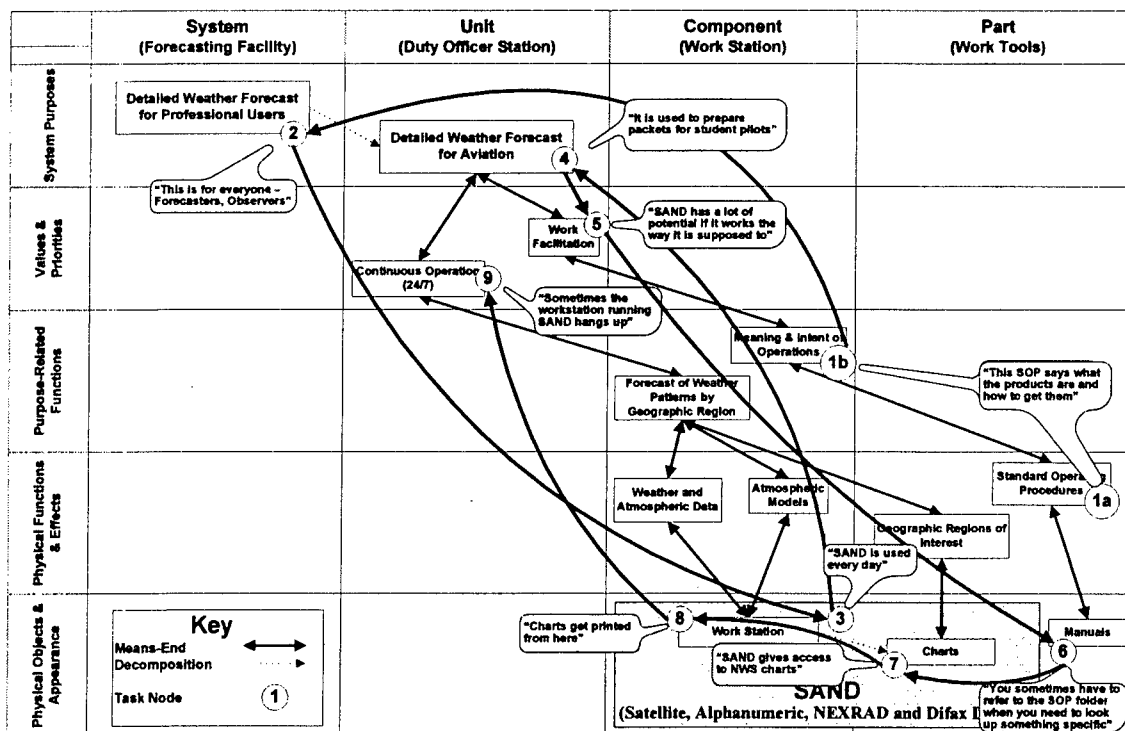 System
(Forecasting Facility)
Unit
(Duty Officer Station)
Component
(Work Station)
Part
(Work Tools)
System Purposes
Detailed Weather Forecast
for Professional Users
2
"This is for everyone –
Forecasters, Observers"
Detailed Weather Forecast
for Aviation
4
"It is used to prepare
packets for student pilots"
Values &
Priorities
Work
Facilitation
5
"SAND has a lot of
potential if it works the
way it is supposed to"
Continuous Operation
(24/7)
9
"Sometimes the
workstation running
SAND hangs up"
Purpose-Related
Functions
Meaning & Intent of
Operations
1b
Forecast of Weather
Patterns by
Geographic Region
"This SOP says what
the products are and
how to get them"
Physical Functions
& Effects
Weather and
Atmospheric Data
Atmospheric
Models
Geographic Regions of
Interest
Standard Operating
Procedures
1a
"SAND is used
every day"
Physical Objects &
Appearance
Key
Means-End
Decomposition
Task Node
1
"Charts get printed
from here"
8
Work Station
3
"SAND gives access
to NWS charts"
7
Charts
Manuals
6
"You sometimes have to
refer to the SOP folder
when you need to look
up something specific"
SAND
(Satellite, Alphanumeric, NEXRAD and Difax